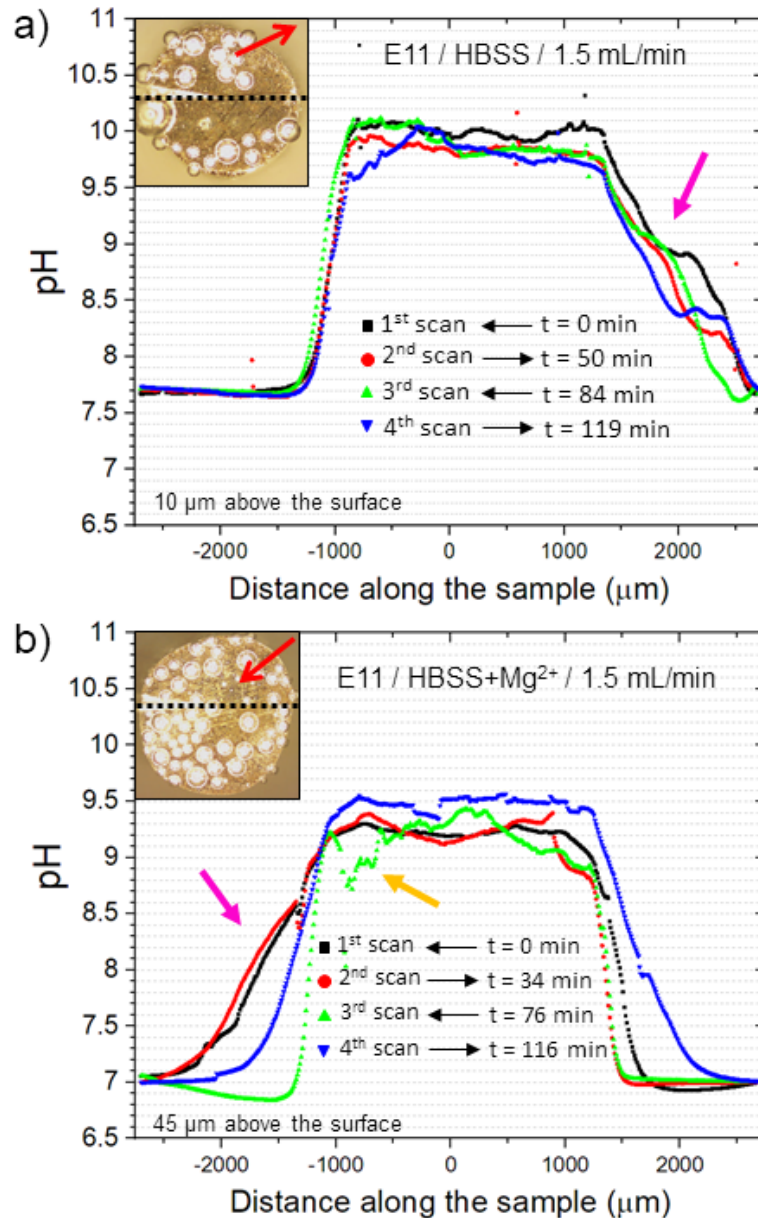 a)
11
10.5
10
9.5
9
8.5
8
7.5
7
6.5
pH
E11 / HBSS / 1.5 mL/min
1st scan ← t = 0 min
2nd scan → t = 50 min
3rd scan ← t = 84 min
4th scan → t = 119 min
10 µm above the surface
-2000 -1000 0 1000 2000
Distance along the sample (µm)
b)
11
10.5
10
9.5
9
8.5
8
7.5
7
6.5
pH
E11 / HBSS+Mg2+ / 1.5 mL/min
1st scan ← t = 0 min
2nd scan → t = 34 min
3rd scan ← t = 76 min
4th scan → t = 116 min
45 µm above the surface
-2000 -1000 0 1000 2000
Distance along the sample (µm)